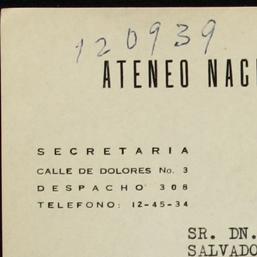 120939
ATENEO NAC
SECRETARIA
CALLE DE DOLORES No. 3
DESPACHO 308
TELEFONO: 12-45-34
SR. DN.
SALVADO